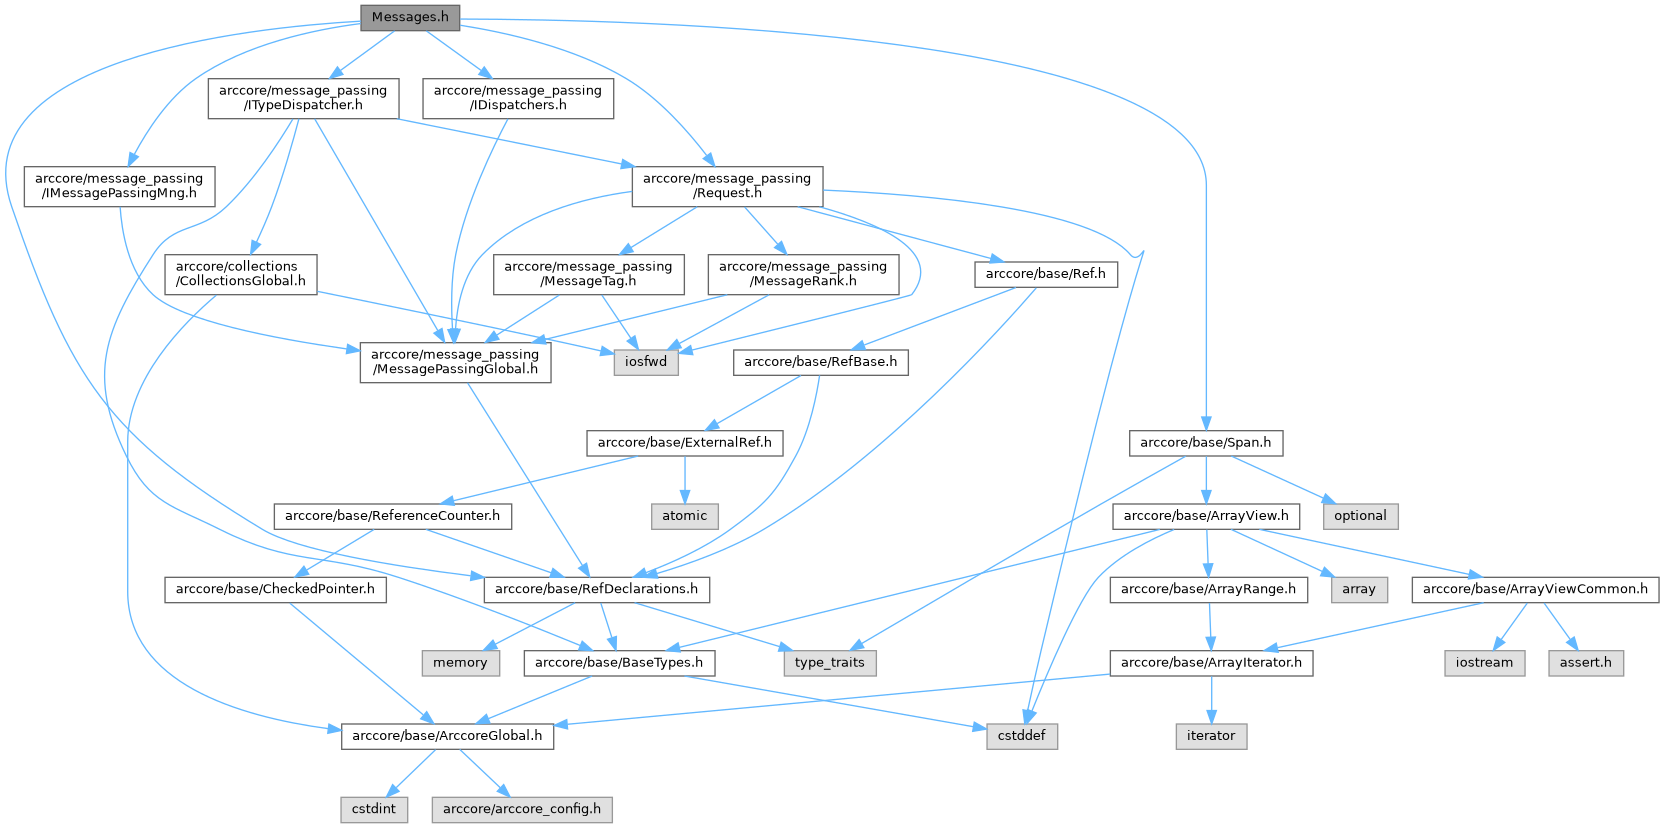 Messages.h
arccore/message_passing
/ITypeDispatcher.h
arccore/message_passing
/IDispatchers.h
arccore/message_passing
/IMessagePassingMng.h
arccore/message_passing
/Request.h
arccore/collections
/CollectionsGlobal.h
arccore/message_passing
/MessageTag.h
arccore/message_passing
/MessageRank.h
arccore/base/Ref.h
arccore/message_passing
/MessagePassingGlobal.h
iosfwd
arccore/base/RefBase.h
arccore/base/ExternalRef.h
arccore/base/Span.h
arccore/base/ReferenceCounter.h
atomic
arccore/base/ArrayView.h
optional
arccore/base/CheckedPointer.h
arccore/base/RefDeclarations.h
arccore/base/ArrayRange.h
array
arccore/base/ArrayViewCommon.h
memory
arccore/base/BaseTypes.h
type_traits
arccore/base/ArrayIterator.h
iostream
assert.h
arccore/base/ArccoreGlobal.h
cstddef
iterator
cstdint
arccore/arccore_config.h